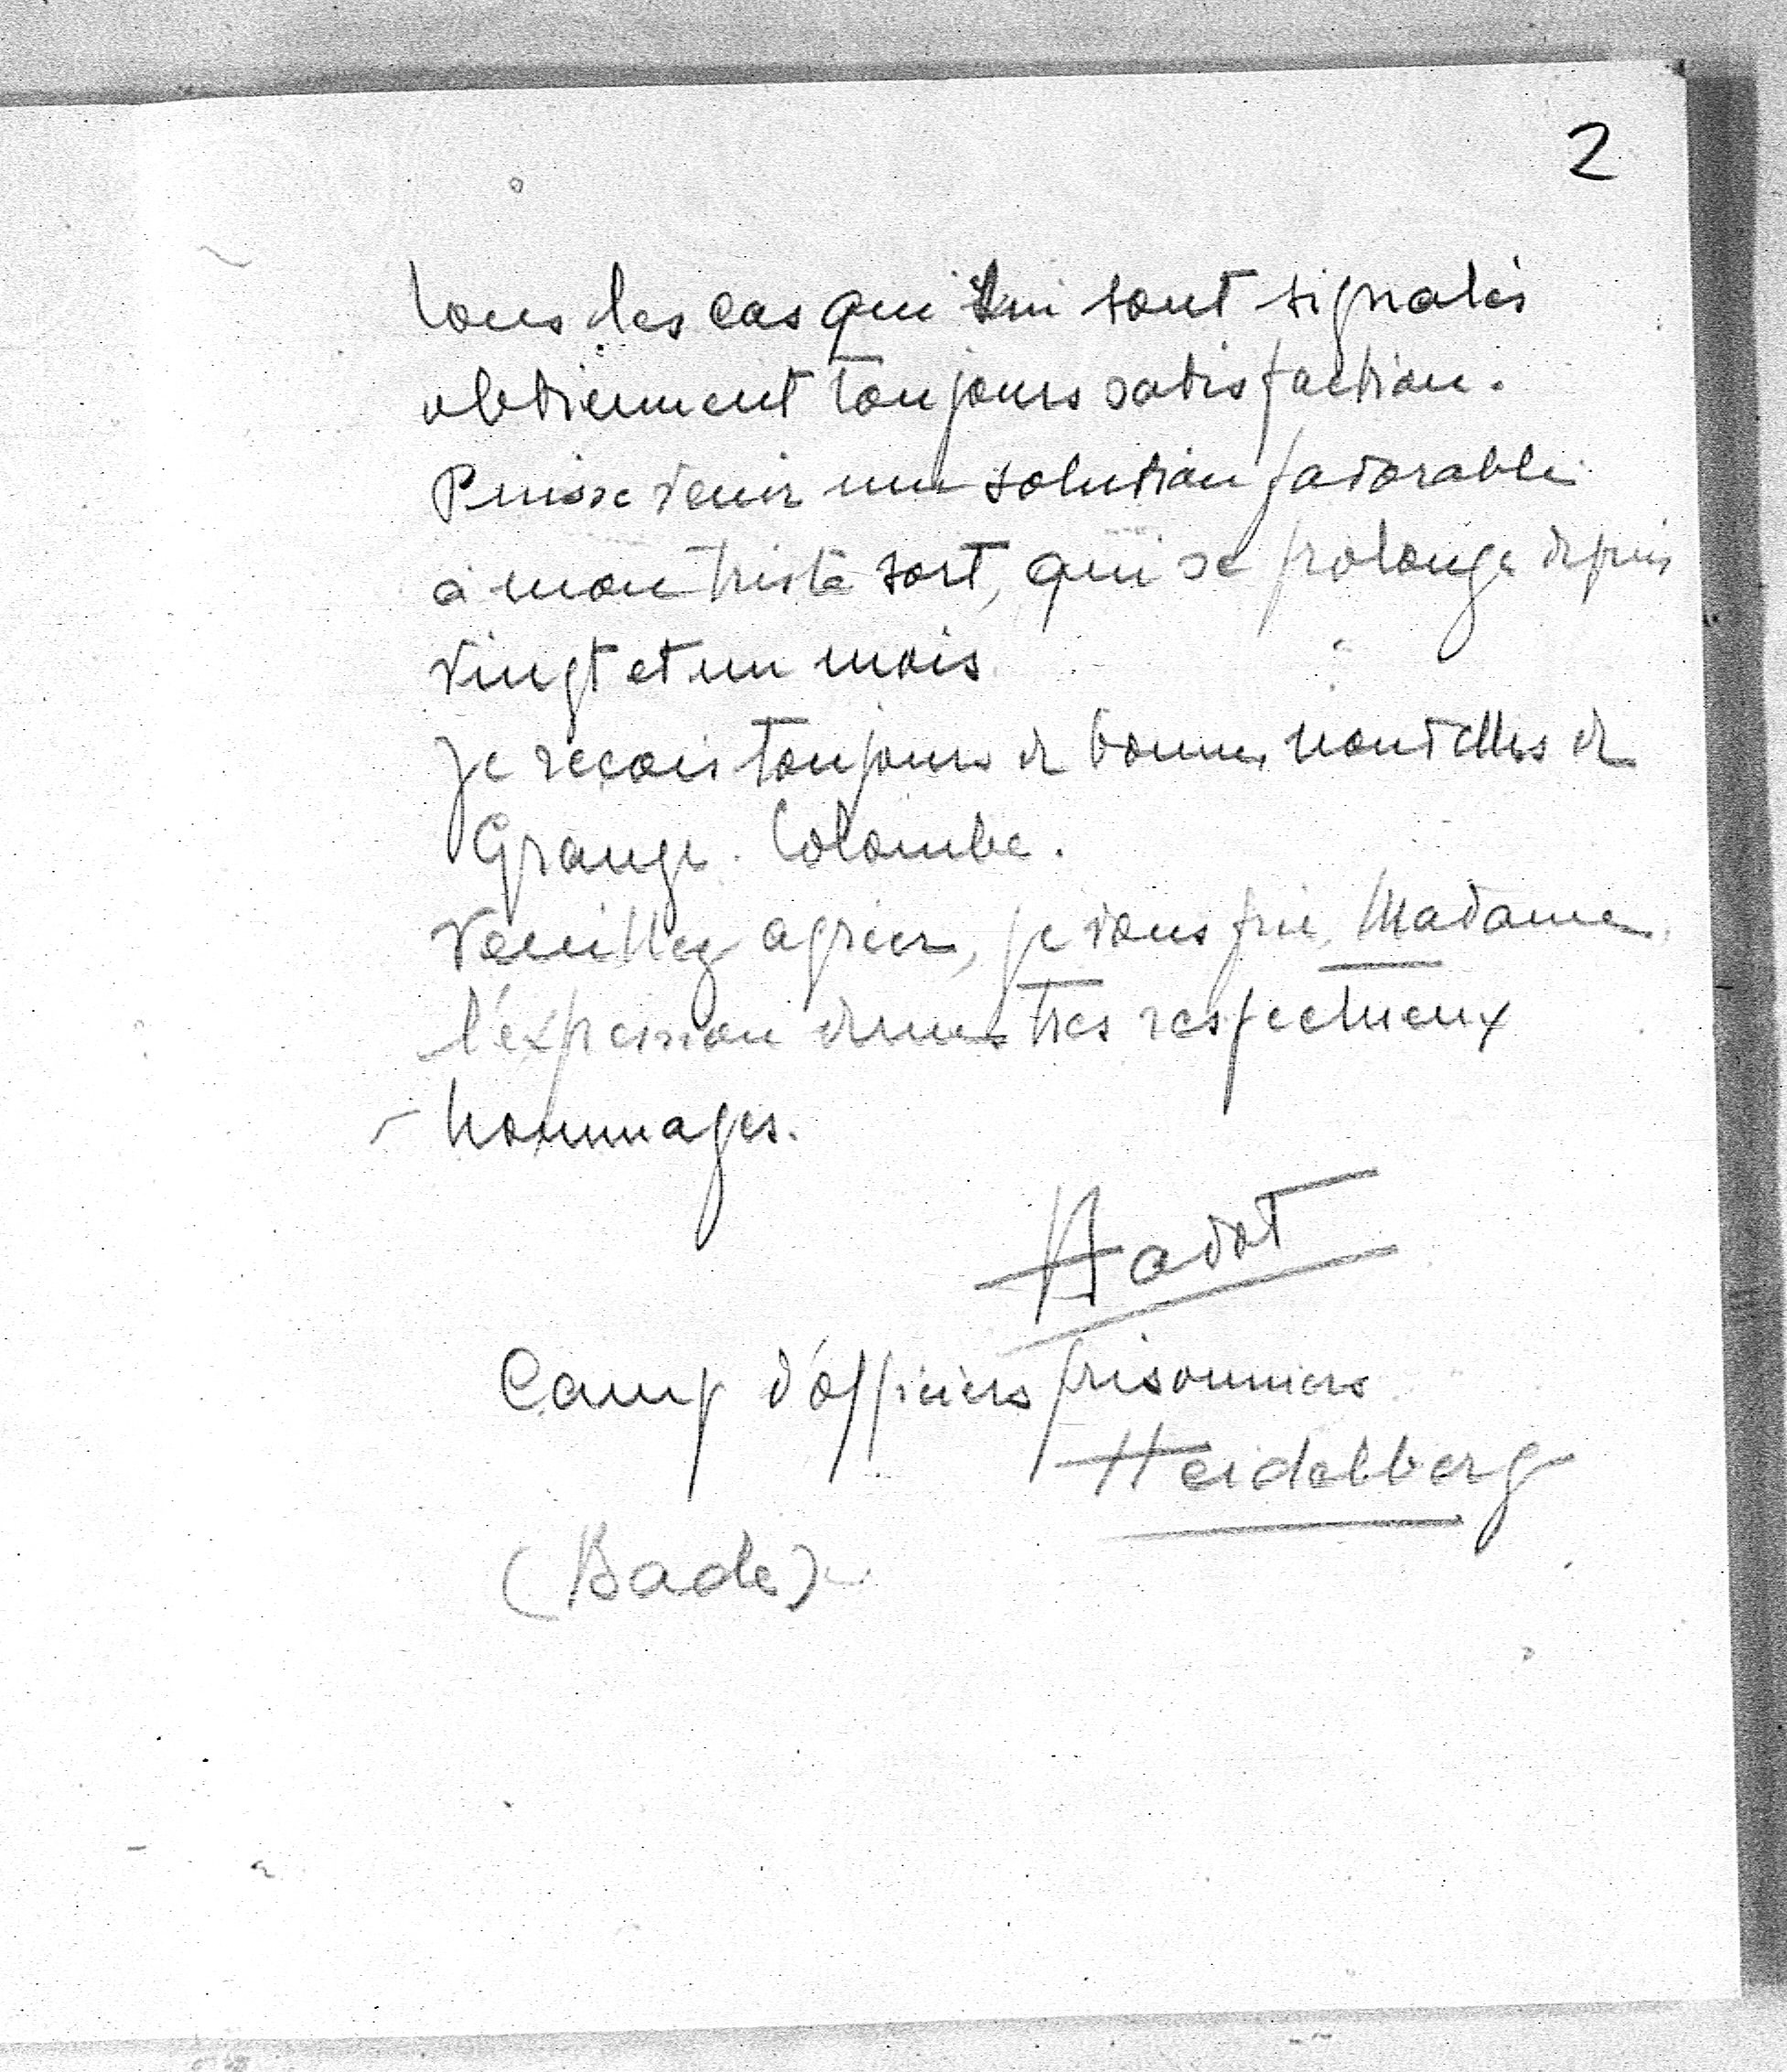 2
tous les cas qui lui sont signalés
obtiennent toujours satisfaction.
Puisse venir une solution favorable
à mon triste sort, qui se prolonge depuis
vingt et un mois
Je reçois toujours de bonnes nouvelles de
Grange. Colombe.
Veuillez agréer, je vous prie, Madame,
l'expression de mes très respectueux
hommages.
Hadot
Camp d'officiers prisonniers
Heidelberg
(Bade)